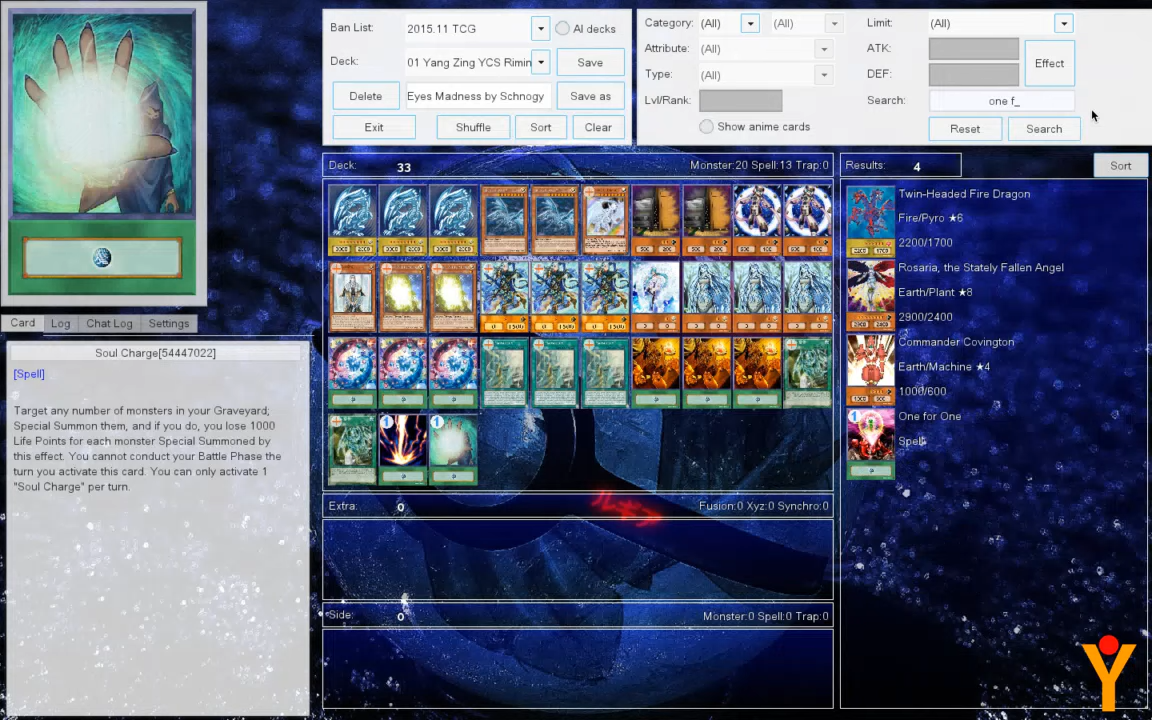 Ban List: 2015.11 TCG AI decks
Deck: 01 Yang Zing YCS Rimin Save
Delete Eyes Madness by Schnogy Save as
Exit Shuffle Sort Clear
Category: (All) (All) Limit: (All)
Attribute: (All) ATK: Effect
Type: (All) DEF:
Lvl/Rank: Search: one f_
Show anime cards Reset Search
Deck: 33 Monster:20 Spell:13 Trap:0
Results: 4 Sort
Twin-Headed Fire Dragon
Fire/Pyro ★6
2200/1700
Rosaria, the Stately Fallen Angel
Earth/Plant ★8
2900/2400
Commander Covington
Earth/Machine ★4
1000/600
One for One
Spell
Card Log Chat Log Settings
Soul Charge[54447022]
[Spell]
Target any number of monsters in your Graveyard;
Special Summon them, and if you do, you lose 1000
Life Points for each monster Special Summoned by
this effect. You cannot conduct your Battle Phase the
turn you activate this card. You can only activate 1
"Soul Charge" per turn.
Extra: 0 Fusion:0 Xyz:0 Synchro:0
Side: 0 Monster:0 Spell:0 Trap:0